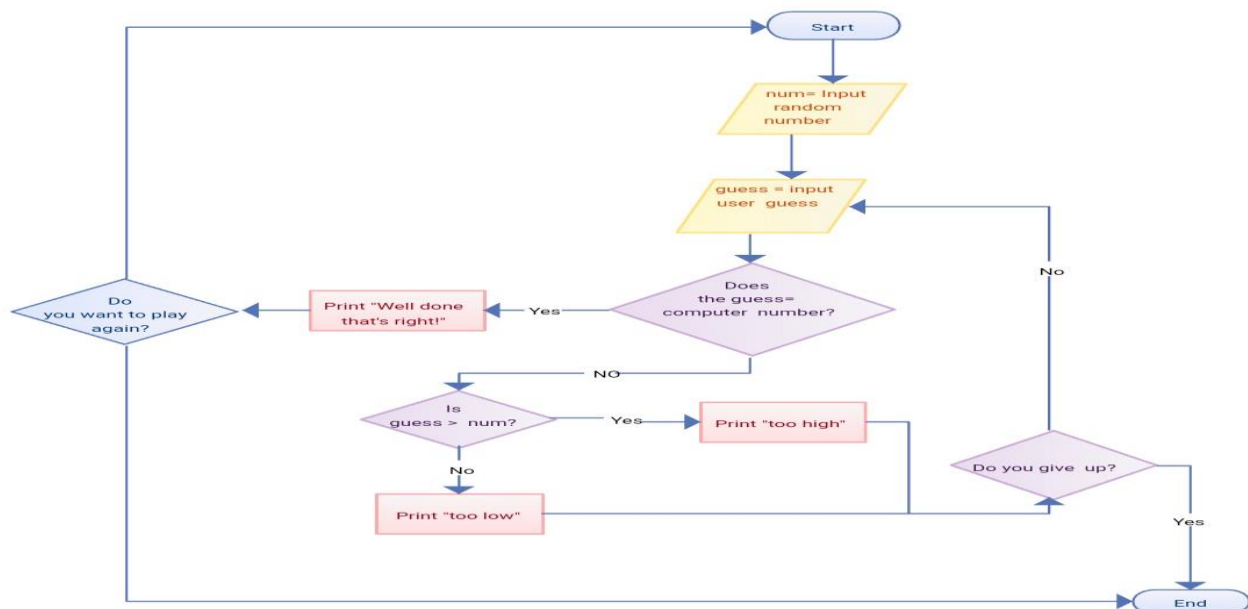 Start
num= Input
random
number
guess = input
user guess
No
Does
the guess=
computer number?
Yes
Print "Well done
that's right!"
Do
you want to play
again?
NO
Is
guess > num?
Yes
Print "too high"
No
Print "too low"
Do you give up?
Yes
End